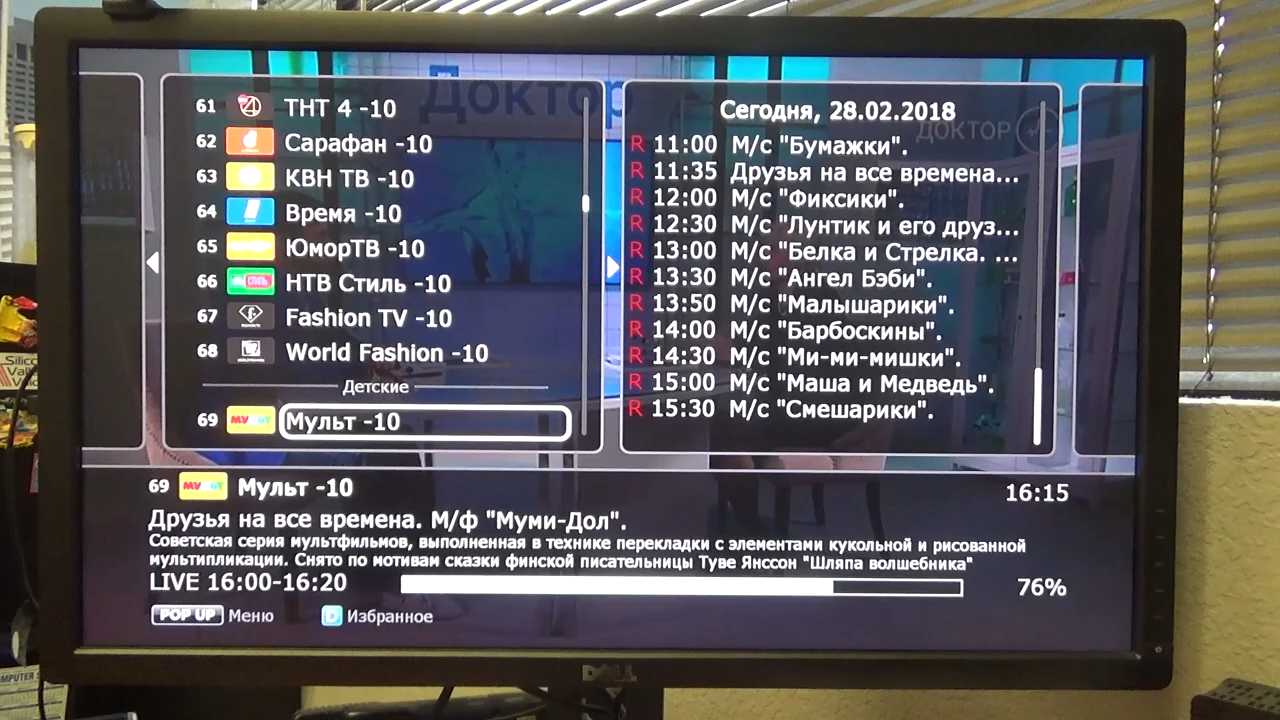 Доктор
ДОКТОР
61 ТНТ 4 -10
62 Сарафан -10
63 КВН ТВ -10
64 Время -10
65 ЮморТВ -10
66 НТВ Стиль -10
67 Fashion TV -10
68 World Fashion -10
Детские
69 МУЛЬТ Мульт -10
Сегодня, 28.02.2018
R 11:00 М/с "Бумажки".
R 11:35 Друзья на все времена...
R 12:00 М/с "Фиксики".
R 12:30 М/с "Лунтик и его друз...
R 13:00 М/с "Белка и Стрелка. ...
R 13:30 М/с "Ангел Бэби".
R 13:50 М/с "Малышарики".
R 14:00 М/с "Барбоскины".
R 14:30 М/с "Ми-ми-мишки".
R 15:00 М/с "Маша и Медведь".
R 15:30 М/с "Смешарики".
69 МУЛЬТ Мульт -10
16:15
Друзья на все времена. М/ф "Муми-Дол".
Советская серия мультфильмов, выполненная в технике перекладки с элементами кукольной и рисованной
мультипликации. Снято по мотивам сказки финской писательницы Туве Янссон "Шляпа волшебника"
LIVE 16:00-16:20 76%
POP UP Меню D Избранное
DELL